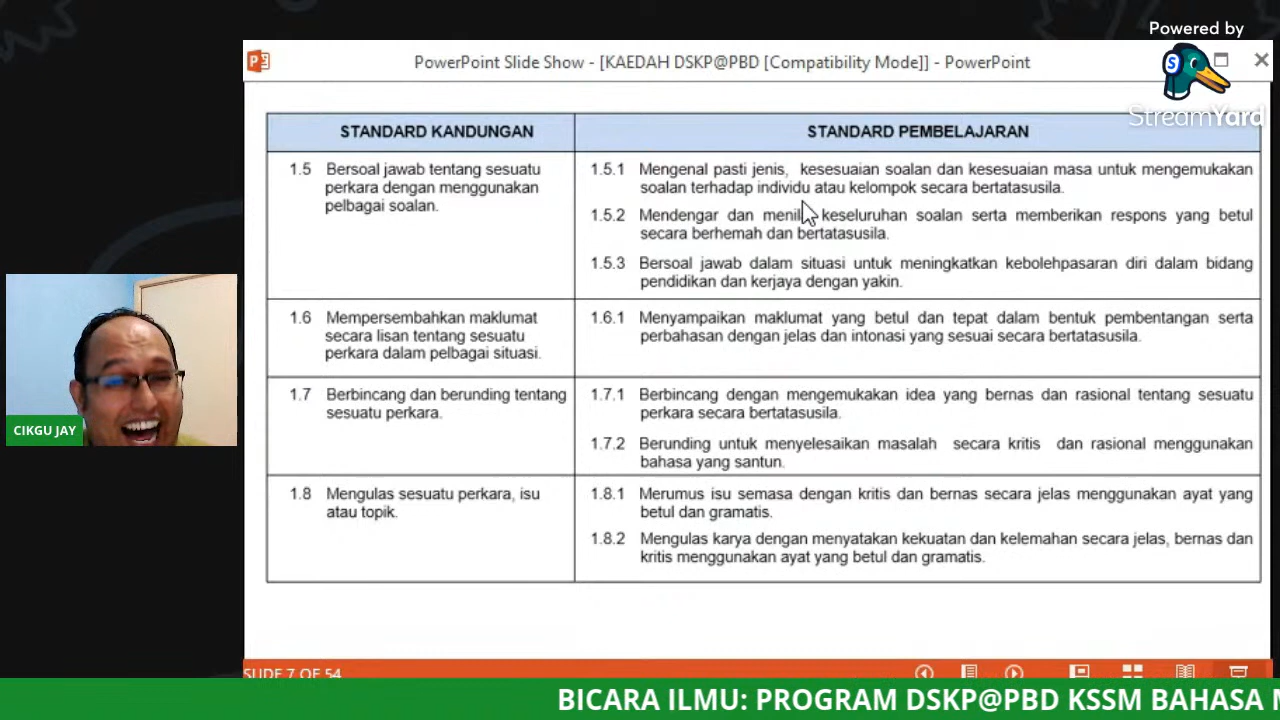 Powered by
StreamYard
PowerPoint Slide Show - [KAEDAH DSKP@PBD [Compatibility Mode]] - PowerPoint
STANDARD KANDUNGAN
STANDARD PEMBELAJARAN
1.5 Bersoal jawab tentang sesuatu
perkara dengan menggunakan
pelbagai soalan.
1.5.1 Mengenal pasti jenis, kesesuaian soalan dan kesesuaian masa untuk mengemukakan
soalan terhadap individu atau kelompok secara bertatasusila.
1.5.2 Mendengar dan menilai keseluruhan soalan serta memberikan respons yang betul
secara berhemah dan bertatasusila.
1.5.3 Bersoal jawab dalam situasi untuk meningkatkan kebolehpasaran diri dalam bidang
pendidikan dan kerjaya dengan yakin.
1.6 Mempersembahkan maklumat
secara lisan tentang sesuatu
perkara dalam pelbagai situasi.
1.6.1 Menyampaikan maklumat yang betul dan tepat dalam bentuk pembentangan serta
perbahasan dengan jelas dan intonasi yang sesuai secara bertatasusila.
1.7 Berbincang dan berunding tentang
sesuatu perkara.
1.7.1 Berbincang dengan mengemukakan idea yang bernas dan rasional tentang sesuatu
perkara secara bertatasusila.
1.7.2 Berunding untuk menyelesaikan masalah secara kritis dan rasional menggunakan
bahasa yang santun.
1.8 Mengulas sesuatu perkara, isu
atau topik.
1.8.1 Merumus isu semasa dengan kritis dan bernas secara jelas menggunakan ayat yang
betul dan gramatis.
1.8.2 Mengulas karya dengan menyatakan kekuatan dan kelemahan secara jelas, bernas dan
kritis menggunakan ayat yang betul dan gramatis.
CIKGU JAY
SLIDE 7 OF 54
BICARA ILMU: PROGRAM DSKP@PBD KSSM BAHASA M